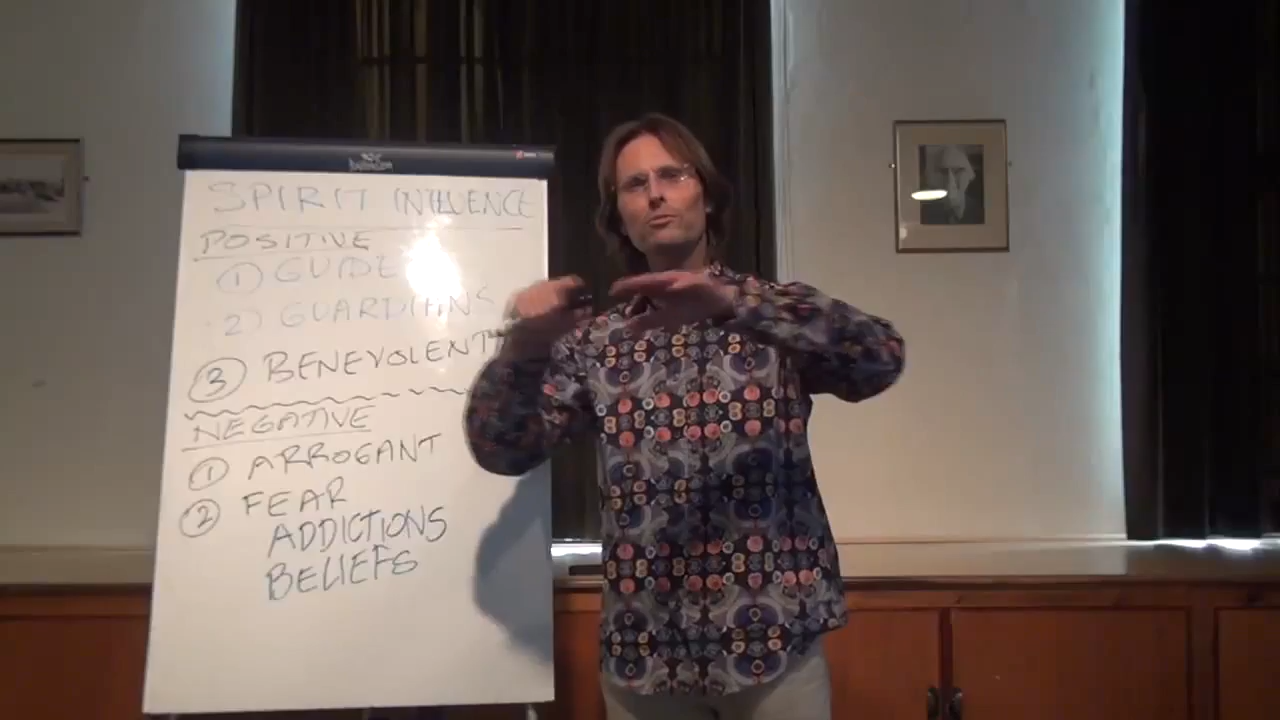 SPIRIT INFLUENCE
POSITIVE
① GUIDE
2) GUARDIANS
③ BENEVOLENT
NEGATIVE
① ARROGANT
② FEAR
ADDICTIONS
BELIEFS